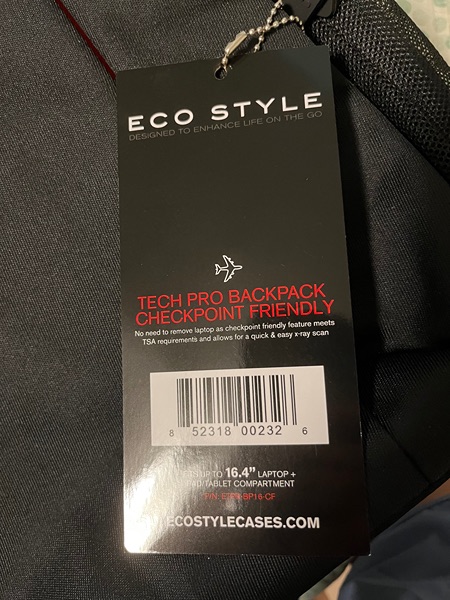 ECO STYLE
DESIGNED TO ENHANCE LIFE ON THE GO
TECH PRO BACKPACK
CHECKPOINT FRIENDLY
No need to remove laptop as checkpoint friendly feature meets
TSA requirements and allows for a quick & easy x-ray scan
8 52318 00232 6
UP TO 16.4" LAPTOP +
TABLET COMPARTMENT
P/N:
ECOSTYLECASES.COM